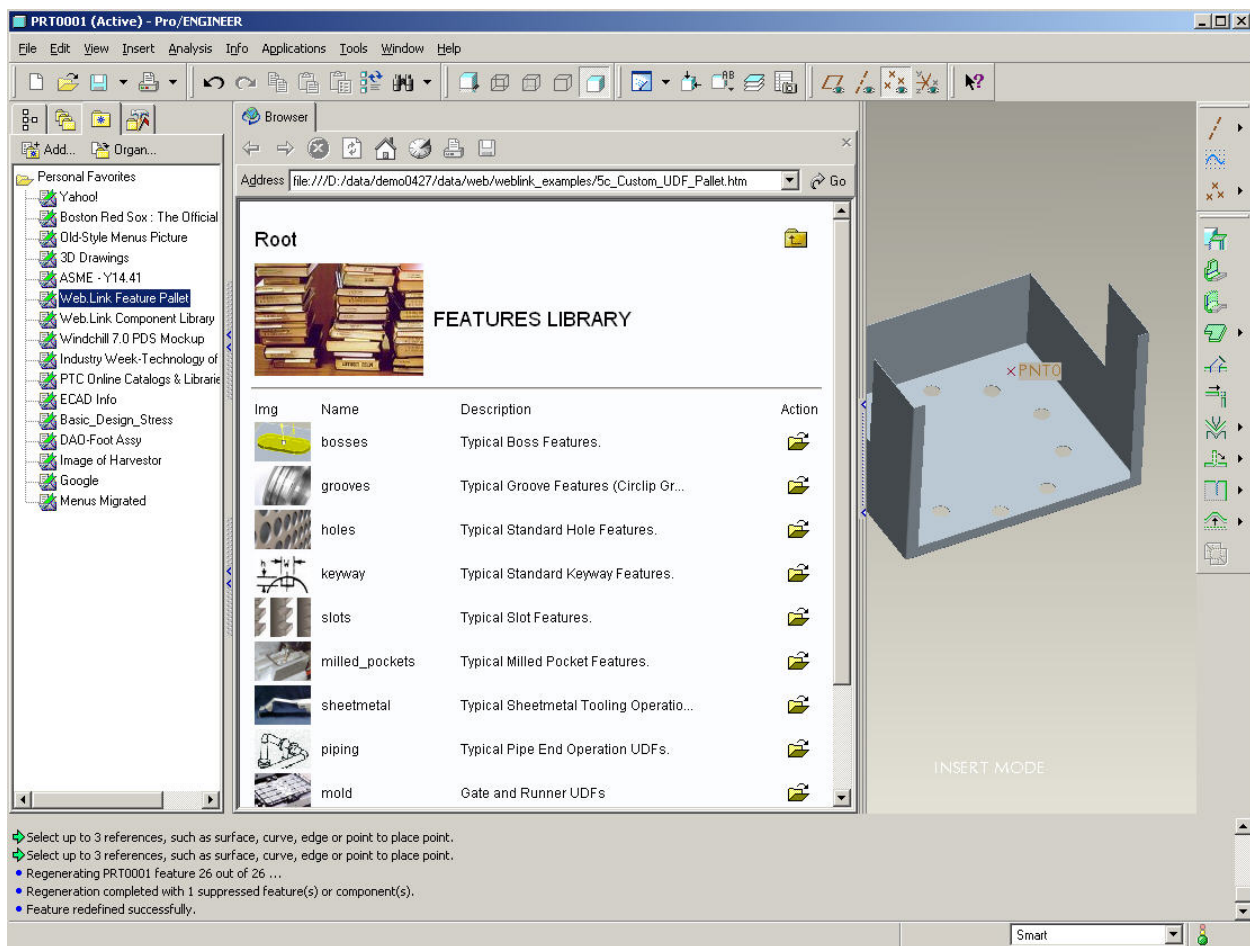 PRT0001 (Active) - Pro/ENGINEER
File Edit View Insert Analysis Info Applications Tools Window Help
Add... Organ...
Personal Favorites
Yahoo!
Boston Red Sox : The Official
Old-Style Menus Picture
3D Drawings
ASME - Y14.41
Web.Link Feature Pallet
Web.Link Component Library
Windchill 7.0 PDS Mockup
Industry Week-Technology of
PTC Online Catalogs & Librarie
ECAD Info
Basic_Design_Stress
DAO-Foot Assy
Image of Harvestor
Google
Menus Migrated
Browser
Address file:///D:/data/demo0427/data/web/weblink_examples/5c_Custom_UDF_Pallet.htm Go
Root
FEATURES LIBRARY
Img Name Description Action
bosses Typical Boss Features.
grooves Typical Groove Features (Circlip Gr...
holes Typical Standard Hole Features.
keyway Typical Standard Keyway Features.
slots Typical Slot Features.
milled_pockets Typical Milled Pocket Features.
sheetmetal Typical Sheetmetal Tooling Operatio...
piping Typical Pipe End Operation UDFs.
mold Gate and Runner UDFs
PNT0
INSERT MODE
Select up to 3 references, such as surface, curve, edge or point to place point.
Select up to 3 references, such as surface, curve, edge or point to place point.
Regenerating PRT0001 feature 26 out of 26 ...
Regeneration completed with 1 suppressed feature(s) or component(s).
Feature redefined successfully.
Smart